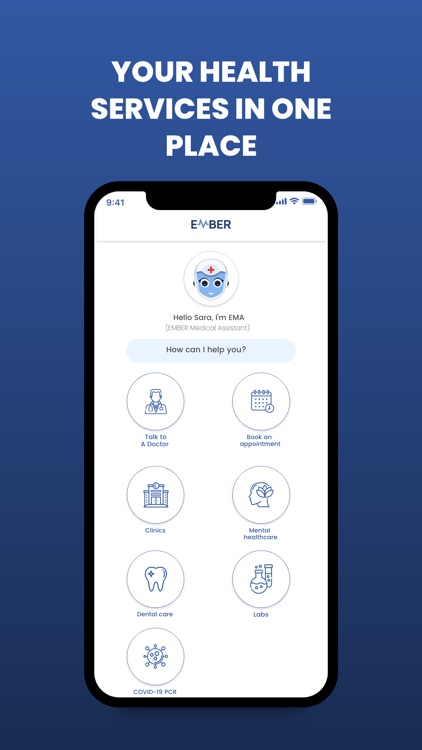 YOUR HEALTH
SERVICES IN ONE
PLACE
9:41
EMBER
Hello Sara, I'm EMA
(EMBER Medical Assistant)
How can I help you?
Talk to
A Doctor
Book an
appointment
Clinics
Mental
healthcare
Dental care
Labs
COVID-19 PCR